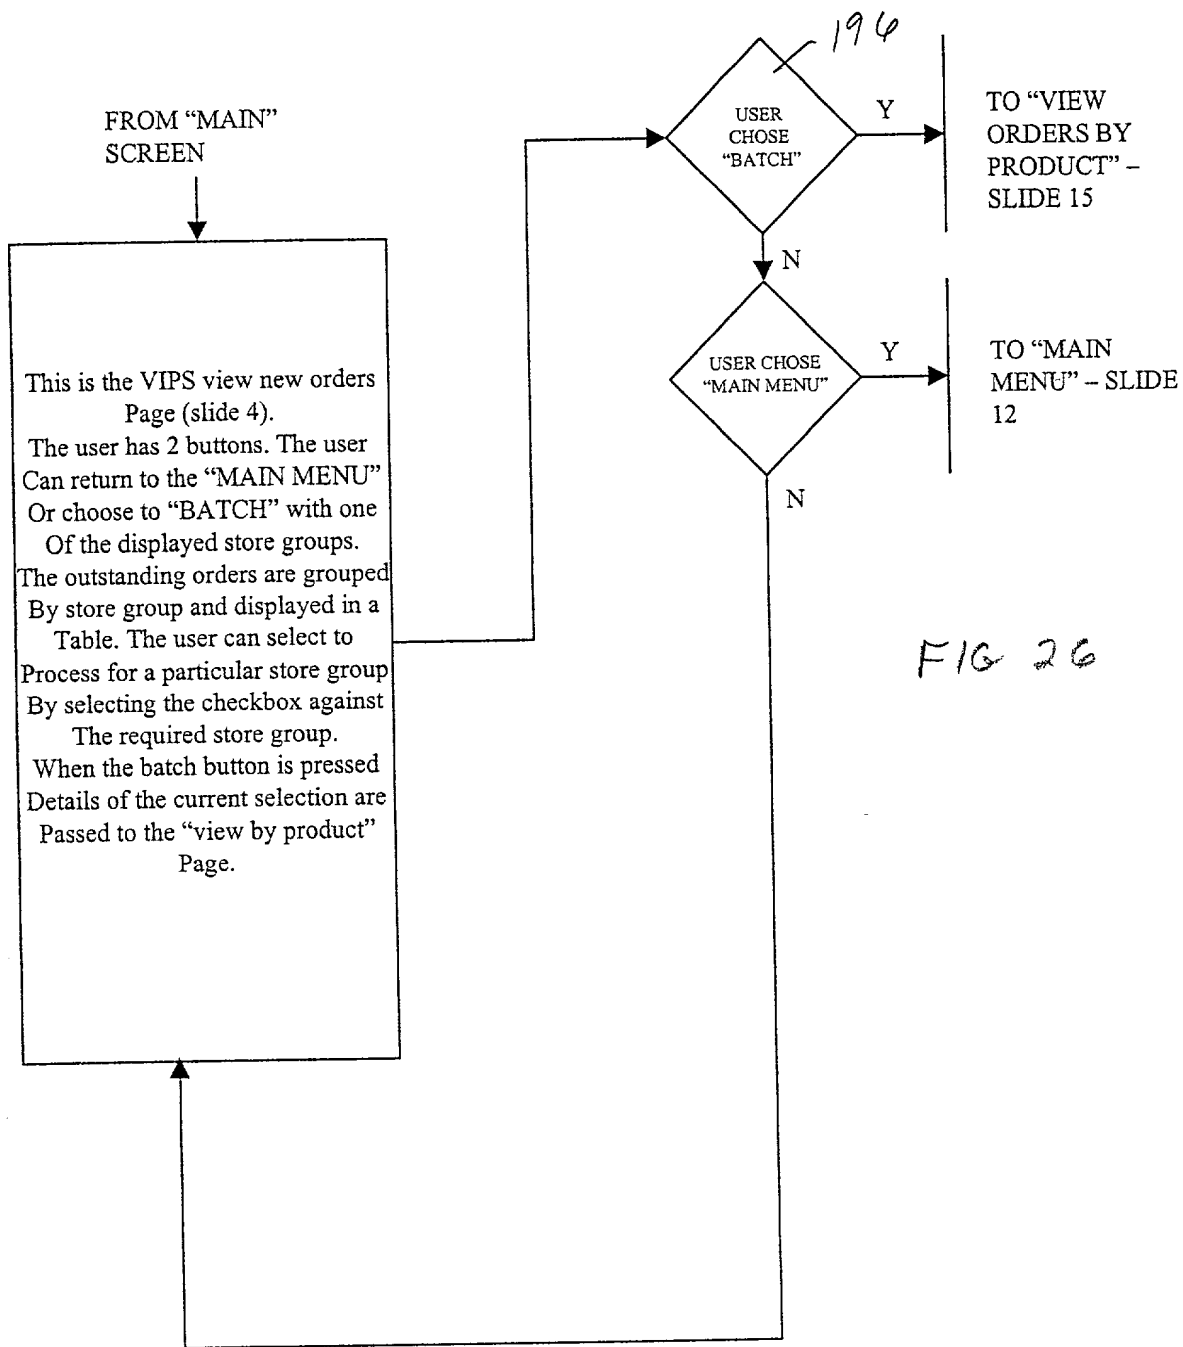 196
FROM “MAIN”
SCREEN
USER
CHOSE
“BATCH”
Y
TO “VIEW
ORDERS BY
PRODUCT” –
SLIDE 15
N
This is the VIPS view new orders
Page (slide 4).
The user has 2 buttons. The user
Can return to the “MAIN MENU”
Or choose to “BATCH” with one
Of the displayed store groups.
The outstanding orders are grouped
By store group and displayed in a
Table. The user can select to
Process for a particular store group
By selecting the checkbox against
The required store group.
When the batch button is pressed
Details of the current selection are
Passed to the “view by product”
Page.
USER CHOSE
“MAIN MENU”
Y
TO “MAIN
MENU” – SLIDE
12
N
FIG 26